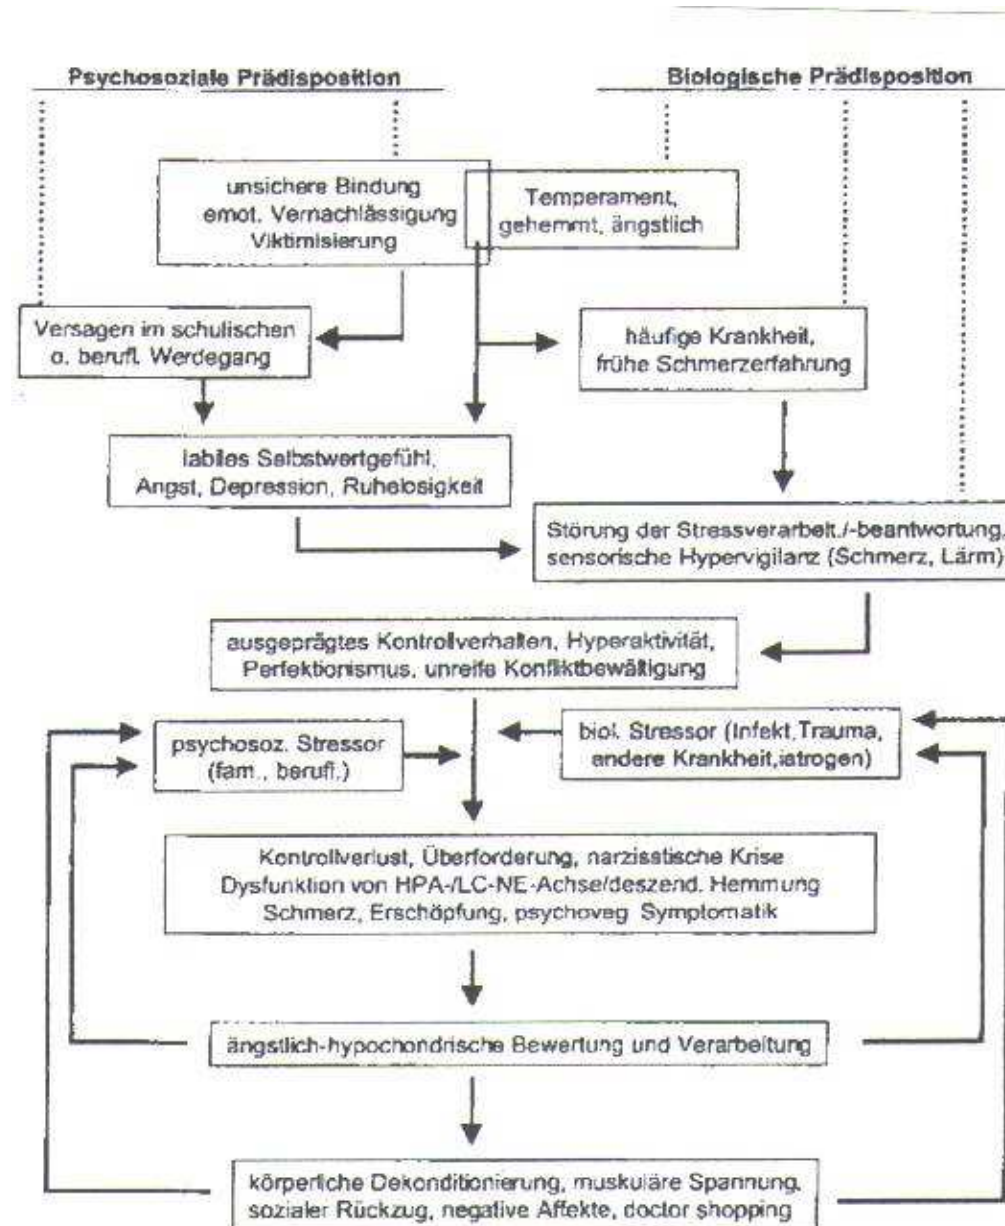 Psychosoziale Prädisposition
Biologische Prädisposition
unsichere Bindung
emot. Vernachlässigung
Viktimisierung
Temperament,
gehemmt, ängstlich
Versagen im schulischen
o. berufl. Werdegang
häufige Krankheit,
frühe Schmerzerfahrung
labiles Selbstwertgefühl,
Angst, Depression, Ruhelosigkeit
Störung der Stressverarbeit./-beantwortung,
sensorische Hypervigilanz (Schmerz, Lärm)
ausgeprägtes Kontrollverhalten, Hyperaktivität,
Perfektionismus, unreife Konfliktbewältigung
psychosoz. Stressor
(fam., berufl.)
biol. Stressor (Infekt,Trauma,
andere Krankheit,iatrogen)
Kontrollverlust, Überforderung, narzisstische Krise
Dysfunktion von HPA-/LC-NE-Achse/deszend. Hemmung
Schmerz, Erschöpfung, psychoveg. Symptomatik
ängstlich-hypochondrische Bewertung und Verarbeitung
körperliche Dekonditionierung, muskuläre Spannung,
sozialer Rückzug, negative Affekte, doctor shopping